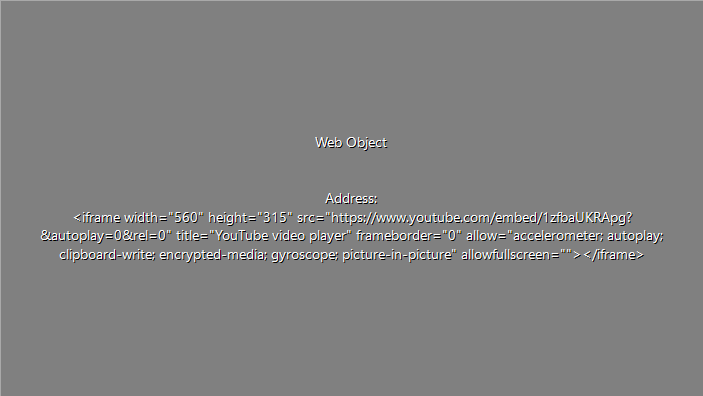 Web Object
Address:
<iframe width="560" height="315" src="https://www.youtube.com/embed/1zfbaUKRApg?
&autoplay=0&rel=0" title="YouTube video player" frameborder="0" allow="accelerometer; autoplay;
clipboard-write; encrypted-media; gyroscope; picture-in-picture" allowfullscreen=""></iframe>